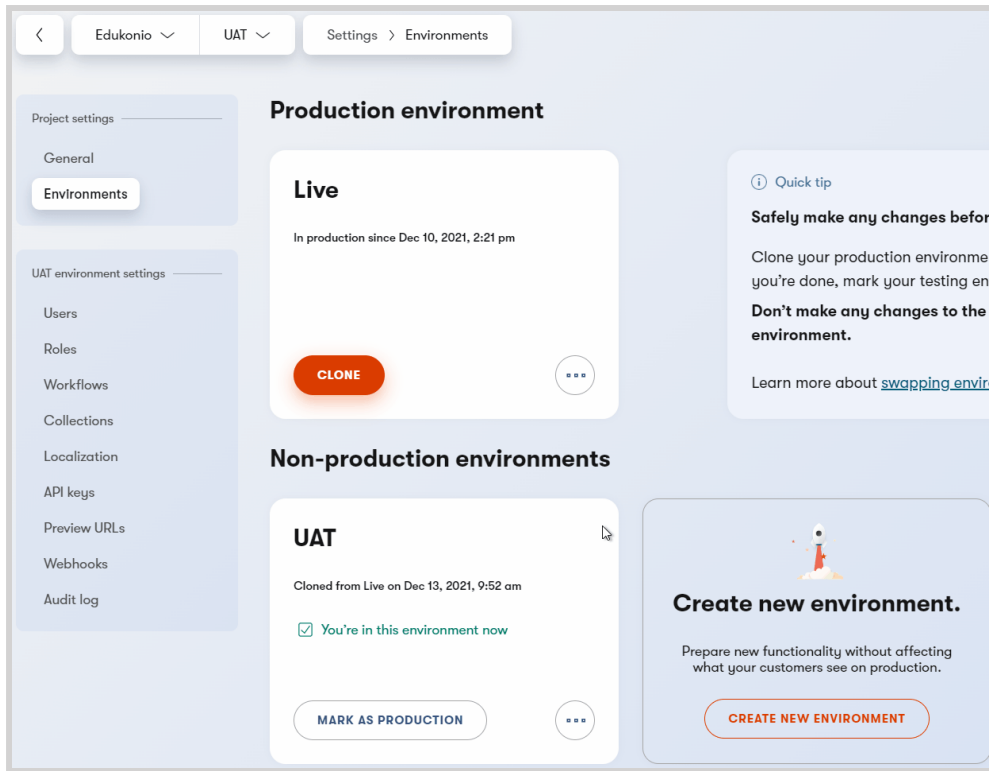 Edukonio
UAT
Settings > Environments
Project settings
General
Environments
UAT environment settings
Users
Roles
Workflows
Collections
Localization
API keys
Preview URLs
Webhooks
Audit log
Production environment
Live
In production since Dec 10, 2021, 2:21 pm
CLONE
Quick tip
Safely make any changes befor
Clone your production environme
you're done, mark your testing en
Don't make any changes to the
environment.
Learn more about swapping envir
Non-production environments
UAT
Cloned from Live on Dec 13, 2021, 9:52 am
You're in this environment now
MARK AS PRODUCTION
Create new environment.
Prepare new functionality without affecting
what your customers see on production.
CREATE NEW ENVIRONMENT